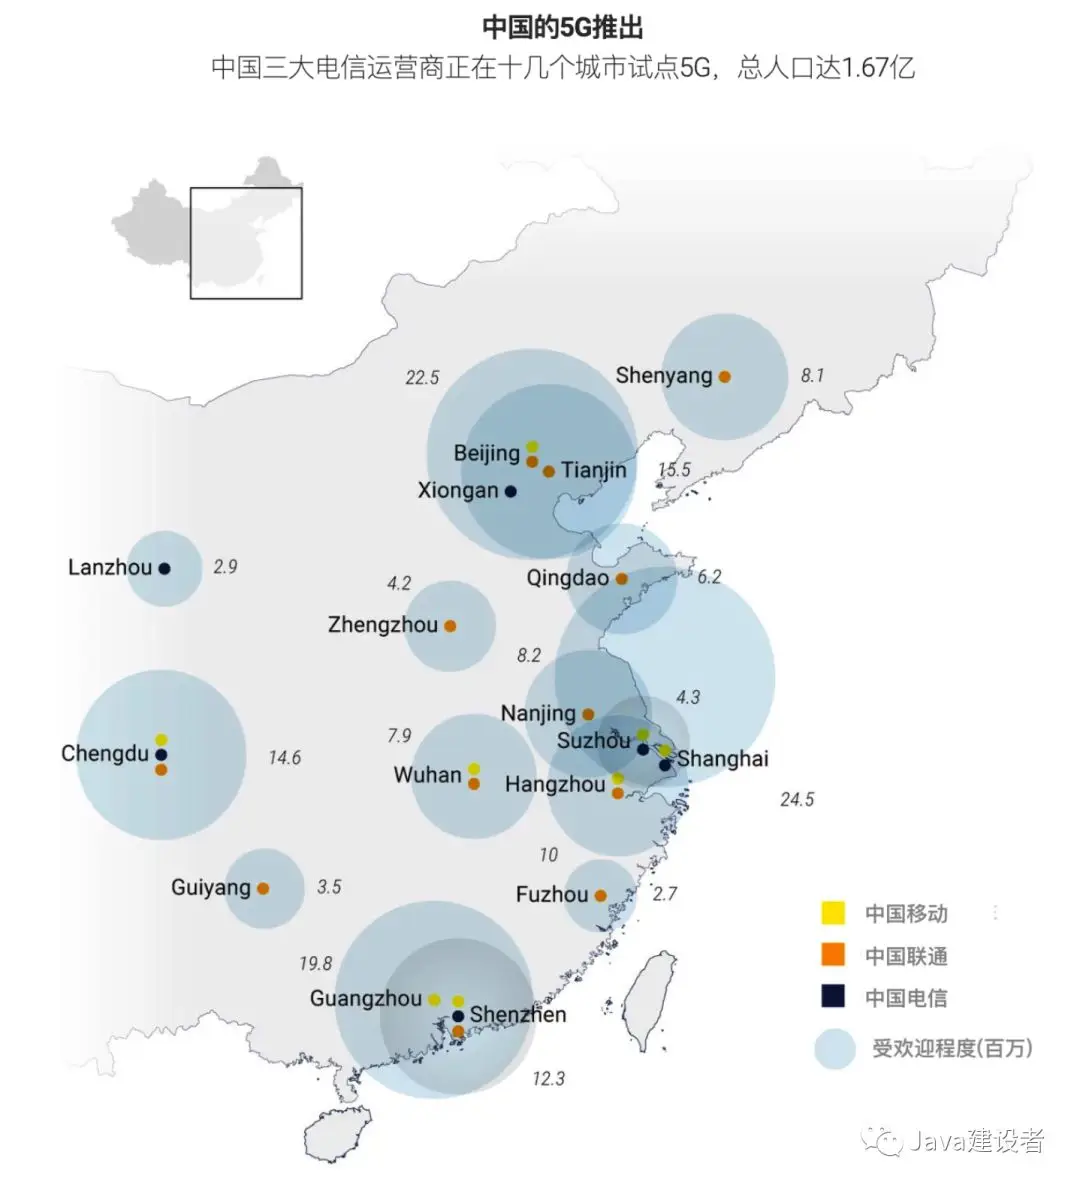 中国的5G推出
中国三大电信运营商正在十几个城市试点5G，总人口达1.67亿
22.5
Shenyang
8.1
Beijing
Tianjin
15.5
Xiongan
Lanzhou
2.9
Qingdao
6.2
4.2
Zhengzhou
8.2
4.3
Nanjing
7.9
Suzhou
Chengdu
14.6
Shanghai
Wuhan
Hangzhou
24.5
10
Guiyang
3.5
Fuzhou
2.7
中国移动
中国联通
19.8
Guangzhou
中国电信
Shenzhen
受欢迎程度(百万)
12.3
Java建设者